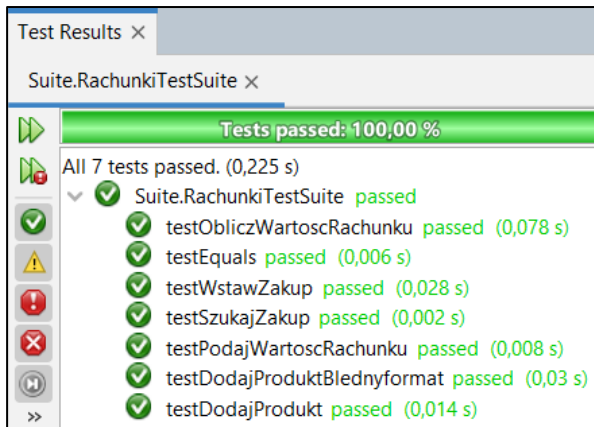 Test Results ×
Suite.RachunkiTestSuite ×
Tests passed: 100,00 %
All 7 tests passed. (0,225 s)
Suite.RachunkiTestSuite passed
testObliczWartoscRachunku passed (0,078 s)
testEquals passed (0,006 s)
testWstawZakup passed (0,028 s)
testSzukajZakup passed (0,002 s)
testPodajWartoscRachunku passed (0,008 s)
testDodajProduktBlednyformat passed (0,03 s)
testDodajProdukt passed (0,014 s)